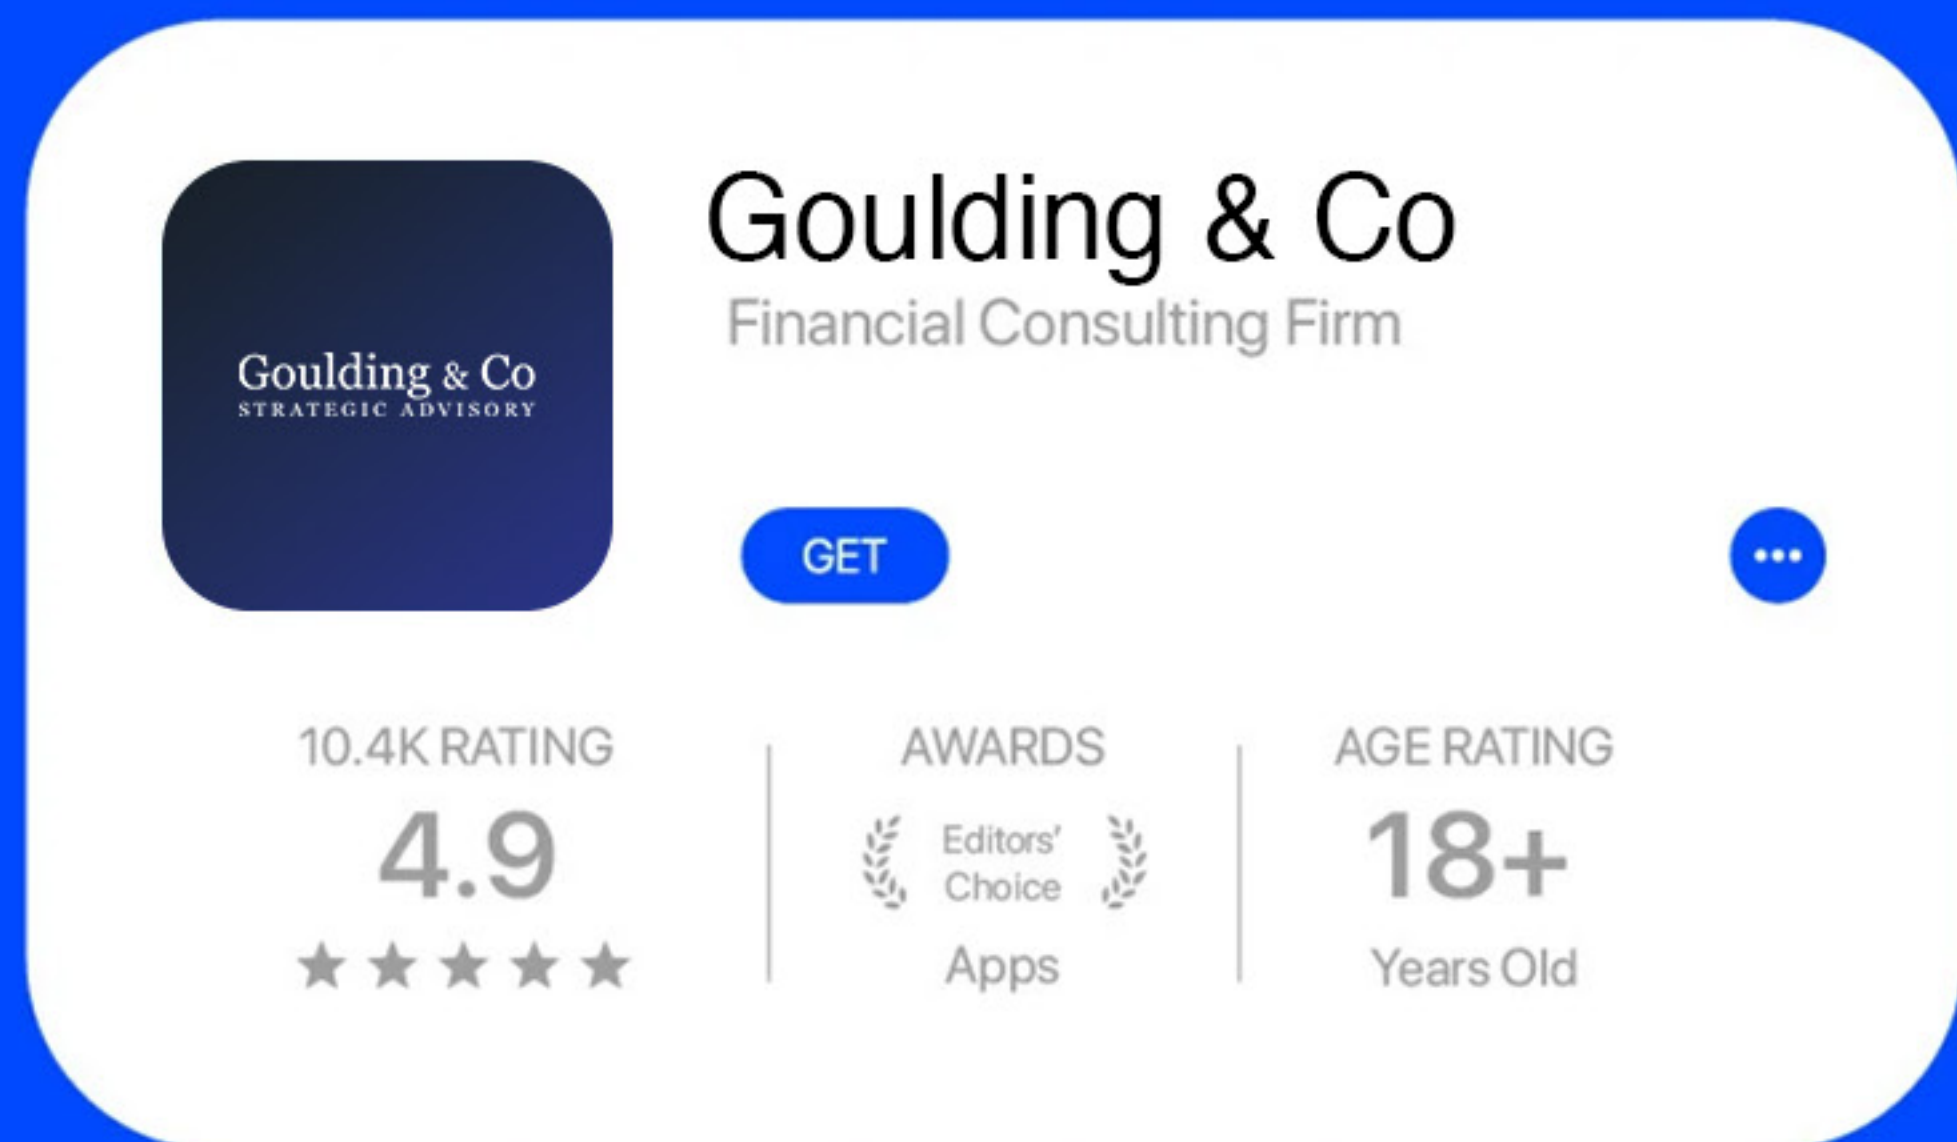 Goulding & Co
STRATEGIC ADVISORY
Goulding & Co
Financial Consulting Firm
GET
10.4K RATING
4.9
AWARDS
Editors’
Choice
Apps
AGE RATING
18+
Years Old